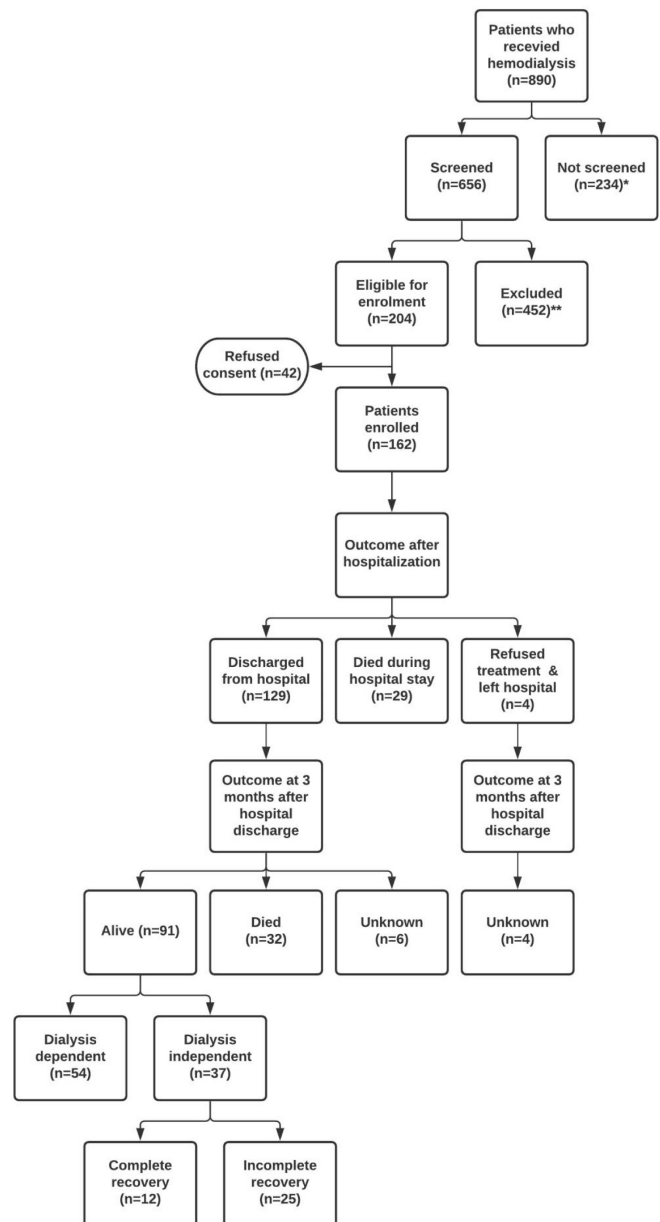 Patients who
recevied
hemodialysis
(n=890)
Screened
(n=656)
Not screened
(n=234)*
Eligible for
enrolment
(n=204)
Excluded
(n=452)**
Refused
consent (n=42)
Patients
enrolled
(n=162)
Outcome after
hospitalization
Discharged
from hospital
(n=129)
Died during
hospital stay
(n=29)
Refused
treatment &
left hospital
(n=4)
Outcome at 3
months after
hospital
discharge
Outcome at 3
months after
hospital
discharge
Alive (n=91)
Died
(n=32)
Unknown
(n=6)
Unknown
(n=4)
Dialysis
dependent
(n=54)
Dialysis
independent
(n=37)
Complete
recovery
(n=12)
Incomplete
recovery
(n=25)